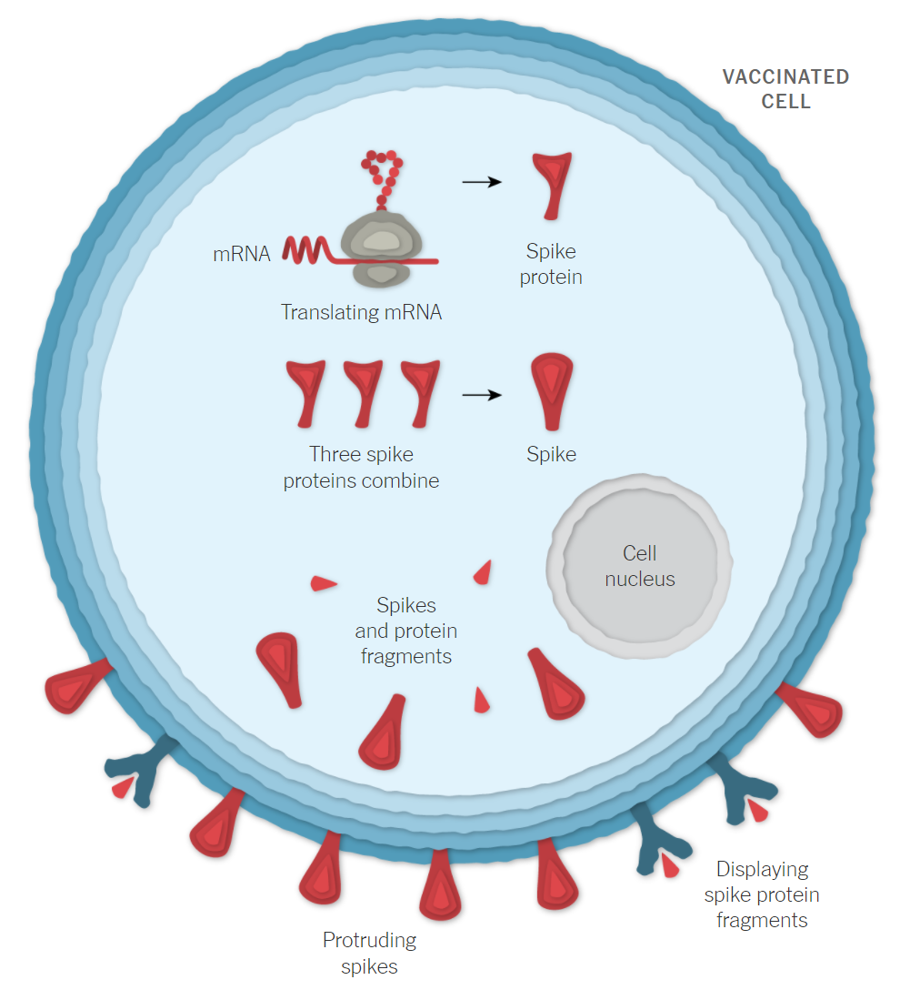 VACCINATED
CELL
mRNA
Translating mRNA
Spike
protein
Three spike
proteins combine
Spike
Cell
nucleus
Spikes
and protein
fragments
Displaying
spike protein
fragments
Protruding
spikes